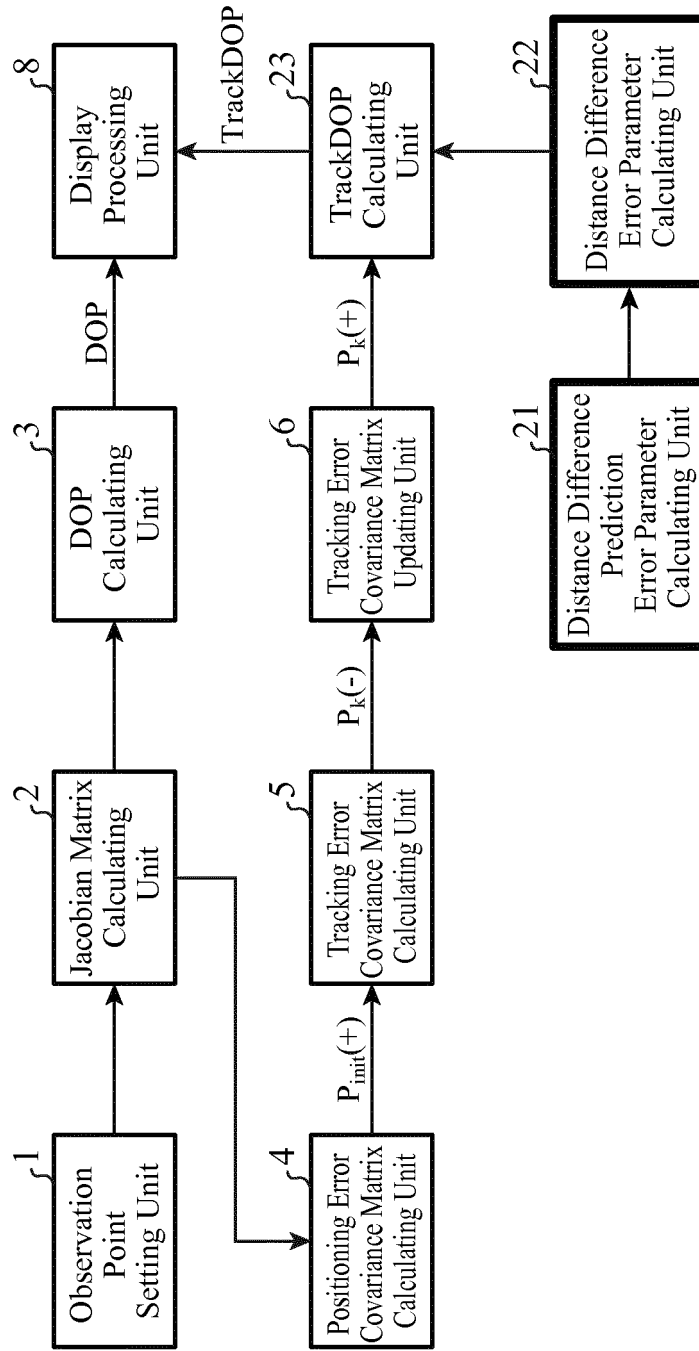 1
Observation
Point
Setting Unit
2
Jacobian Matrix
Calculating
Unit
3
DOP
Calculating
Unit
DOP
8
Display
Processing
Unit
4
Positioning Error
Covariance Matrix
Calculating Unit
Pinit(+)
5
Tracking Error
Covariance Matrix
Calculating Unit
Pk(-)
6
Tracking Error
Covariance Matrix
Updating Unit
Pk(+)
23
TrackDOP
Calculating
Unit
TrackDOP
21
Distance Difference
Prediction
Error Parameter
Calculating Unit
22
Distance Difference
Error Parameter
Calculating Unit